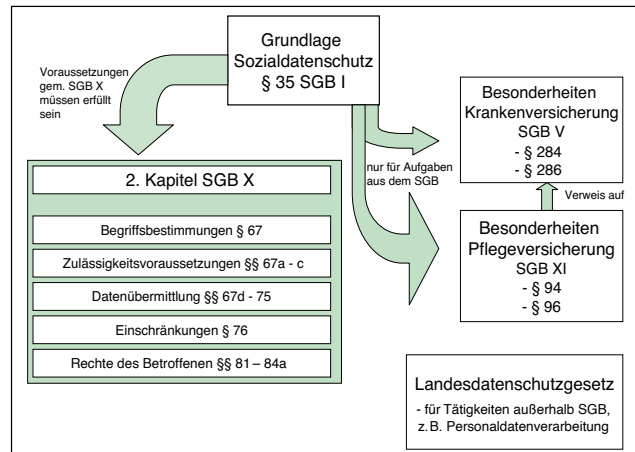 Grundlage
Sozialdatenschutz
§ 35 SGB I
Voraussetzungen
gem. SGB X
müssen erfüllt
sein
2. Kapitel SGB X
Begriffsbestimmungen § 67
Zulässigkeitsvoraussetzungen §§ 67a - c
Datenübermittlung §§ 67d - 75
Einschränkungen § 76
Rechte des Betroffenen §§ 81 – 84a
nur für Aufgaben
aus dem SGB
Besonderheiten
Krankenversicherung
SGB V
- § 284
- § 286
Verweis auf
Besonderheiten
Pflegeversicherung
SGB XI
- § 94
- § 96
Landesdatenschutzgesetz
- für Tätigkeiten außerhalb SGB,
z.B. Personaldatenverarbeitung